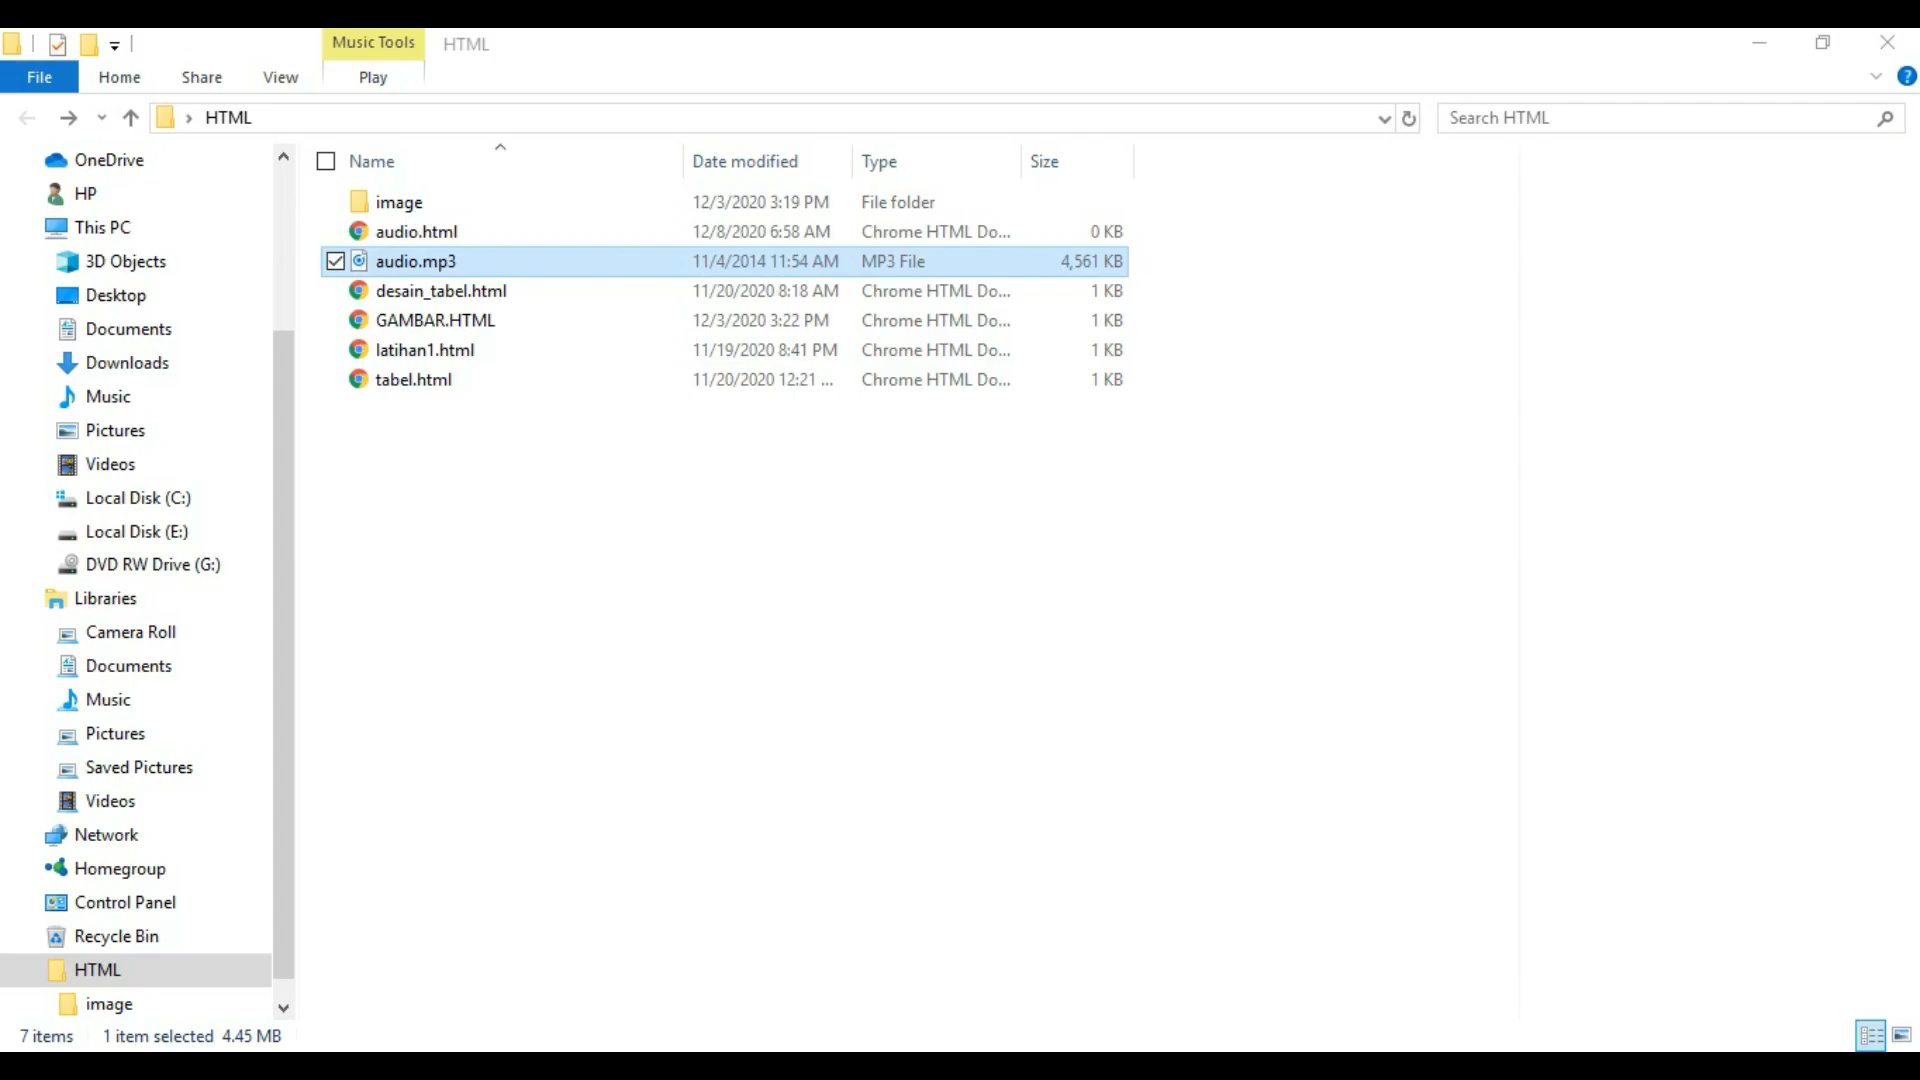 Music Tools HTML
File Home Share View Play
HTML Search HTML
OneDrive
HP
This PC
3D Objects
Desktop
Documents
Downloads
Music
Pictures
Videos
Local Disk (C:)
Local Disk (E:)
DVD RW Drive (G:)
Libraries
Camera Roll
Documents
Music
Pictures
Saved Pictures
Videos
Network
Homegroup
Control Panel
Recycle Bin
HTML
image
Name Date modified Type Size
image 12/3/2020 3:19 PM File folder
audio.html 12/8/2020 6:58 AM Chrome HTML Do... 0 KB
audio.mp3 11/4/2014 11:54 AM MP3 File 4,561 KB
desain_tabel.html 11/20/2020 8:18 AM Chrome HTML Do... 1 KB
GAMBAR.HTML 12/3/2020 3:22 PM Chrome HTML Do... 1 KB
latihan1.html 11/19/2020 8:41 PM Chrome HTML Do... 1 KB
tabel.html 11/20/2020 12:21 ... Chrome HTML Do... 1 KB
7 items 1 item selected 4.45 MB